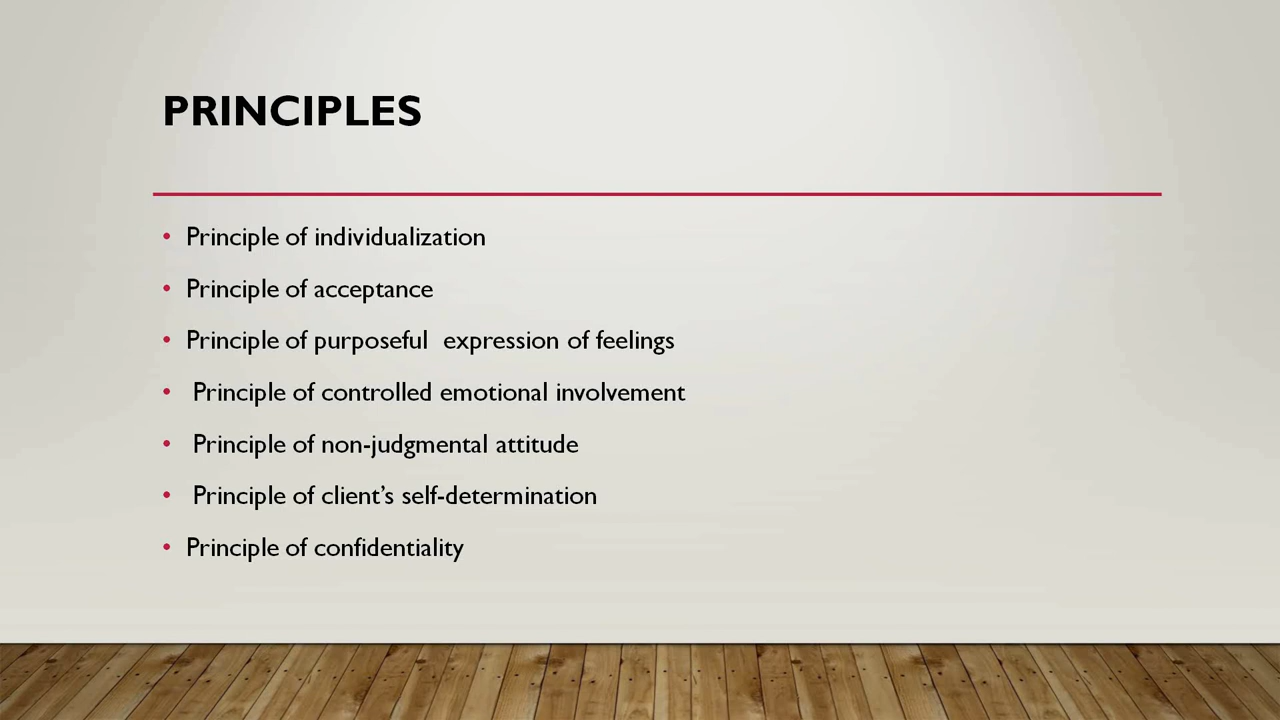 PRINCIPLES
• Principle of individualization
• Principle of acceptance
• Principle of purposeful  expression of feelings
•  Principle of controlled emotional involvement
•  Principle of non-judgmental attitude
•  Principle of client’s self-determination
• Principle of confidentiality